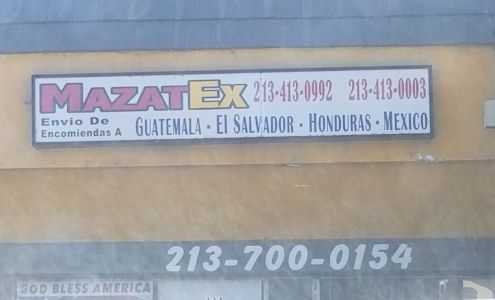 MAZATEX 213-413-0992 213-413-0003
Envio De
Encomiendas A GUATEMALA - El SALVADOR - HONDURAS - MEXICO
213-700-0154
GOD BLESS AMERICA